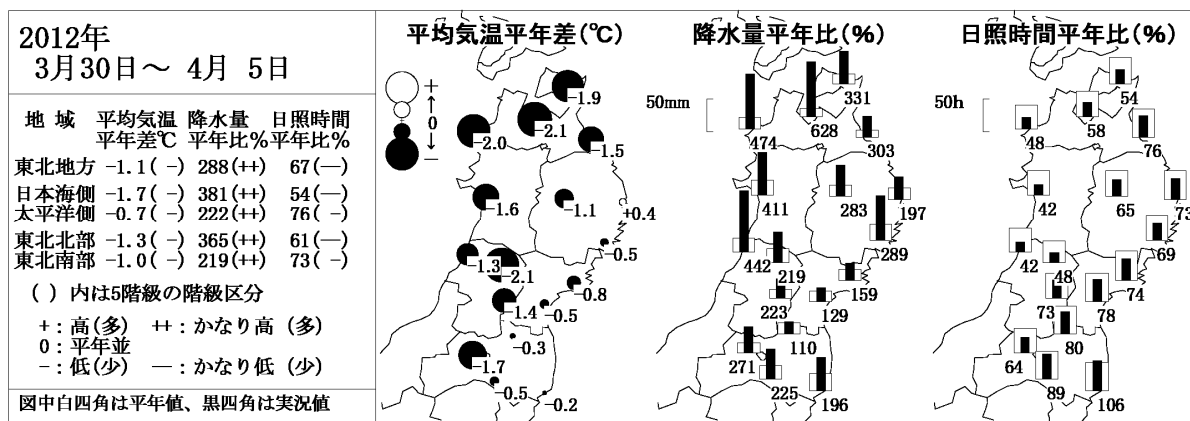 2012年
3月30日～ 4月 5日
地 域 平均気温 降水量 日照時間
平年差℃ 平年比% 平年比%
東北地方 −1.1( −) 288(++) 67(—)
日本海側 −1.7( −) 381(++) 54(—)
太平洋側 −0.7( −) 222(++) 76( −)
東北北部 −1.3( −) 365(++) 61(—)
東北南部 −1.0( −) 219(++) 73( −)
( ) 内は5階級の階級区分
+：高(多) ++：かなり高 (多)
0：平年並
−：低(少) —：かなり低 (少)
図中白四角は平年値、黒四角は実況値
平均気温平年差(℃)
+
0
−
−1.9
−2.1
−2.0
−1.5
−1.6
−1.1
+0.4
−0.5
−1.3
−2.1
−0.8
−1.4
−0.5
−0.3
−1.7
−0.5
−0.2
降水量平年比(%)
50mm
331
628
474
303
411
283
197
289
442
219
159
223
129
110
271
225
196
日照時間平年比(%)
50h
54
58
48
76
42
65
73
69
42
48
74
73
78
80
64
89
106